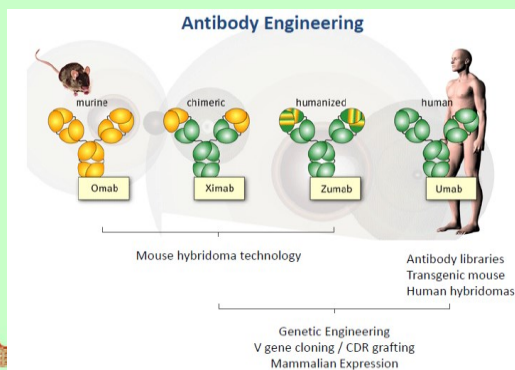 Antibody Engineering
murine
chimeric
humanized
human
Omab
Ximab
Zumab
Umab
Mouse hybridoma technology
Antibody libraries
Transgenic mouse
Human hybridomas
Genetic Engineering
V gene cloning / CDR grafting
Mammalian Expression